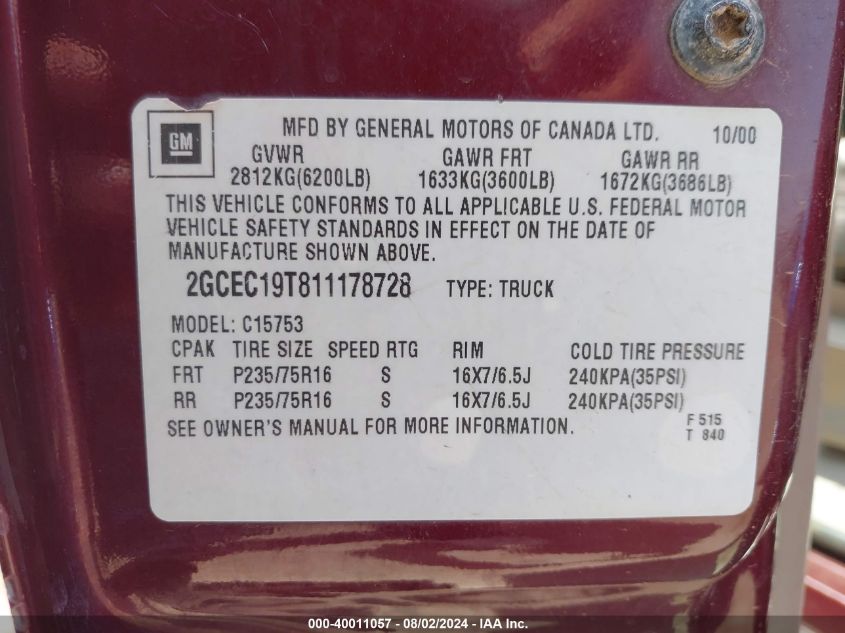 MFD BY GENERAL MOTORS OF CANADA LTD. 10/00
GM
GVWR GAWR FRT GAWR RR
2812KG(6200LB) 1633KG(3600LB) 1672KG(3686LB)
THIS VEHICLE CONFORMS TO ALL APPLICABLE U.S. FEDERAL MOTOR
VEHICLE SAFETY STANDARDS IN EFFECT ON THE DATE OF
MANUFACTURE SHOWN ABOVE.
2GCEC19T811178728 TYPE: TRUCK
MODEL: C15753
CPAK TIRE SIZE SPEED RTG RIM COLD TIRE PRESSURE
FRT P235/75R16 S 16X7/6.5J 240KPA(35PSI)
RR P235/75R16 S 16X7/6.5J 240KPA(35PSI)
SEE OWNER'S MANUAL FOR MORE INFORMATION.
F 515
T 840
000-40011057 - 08/02/2024 - IAA Inc.